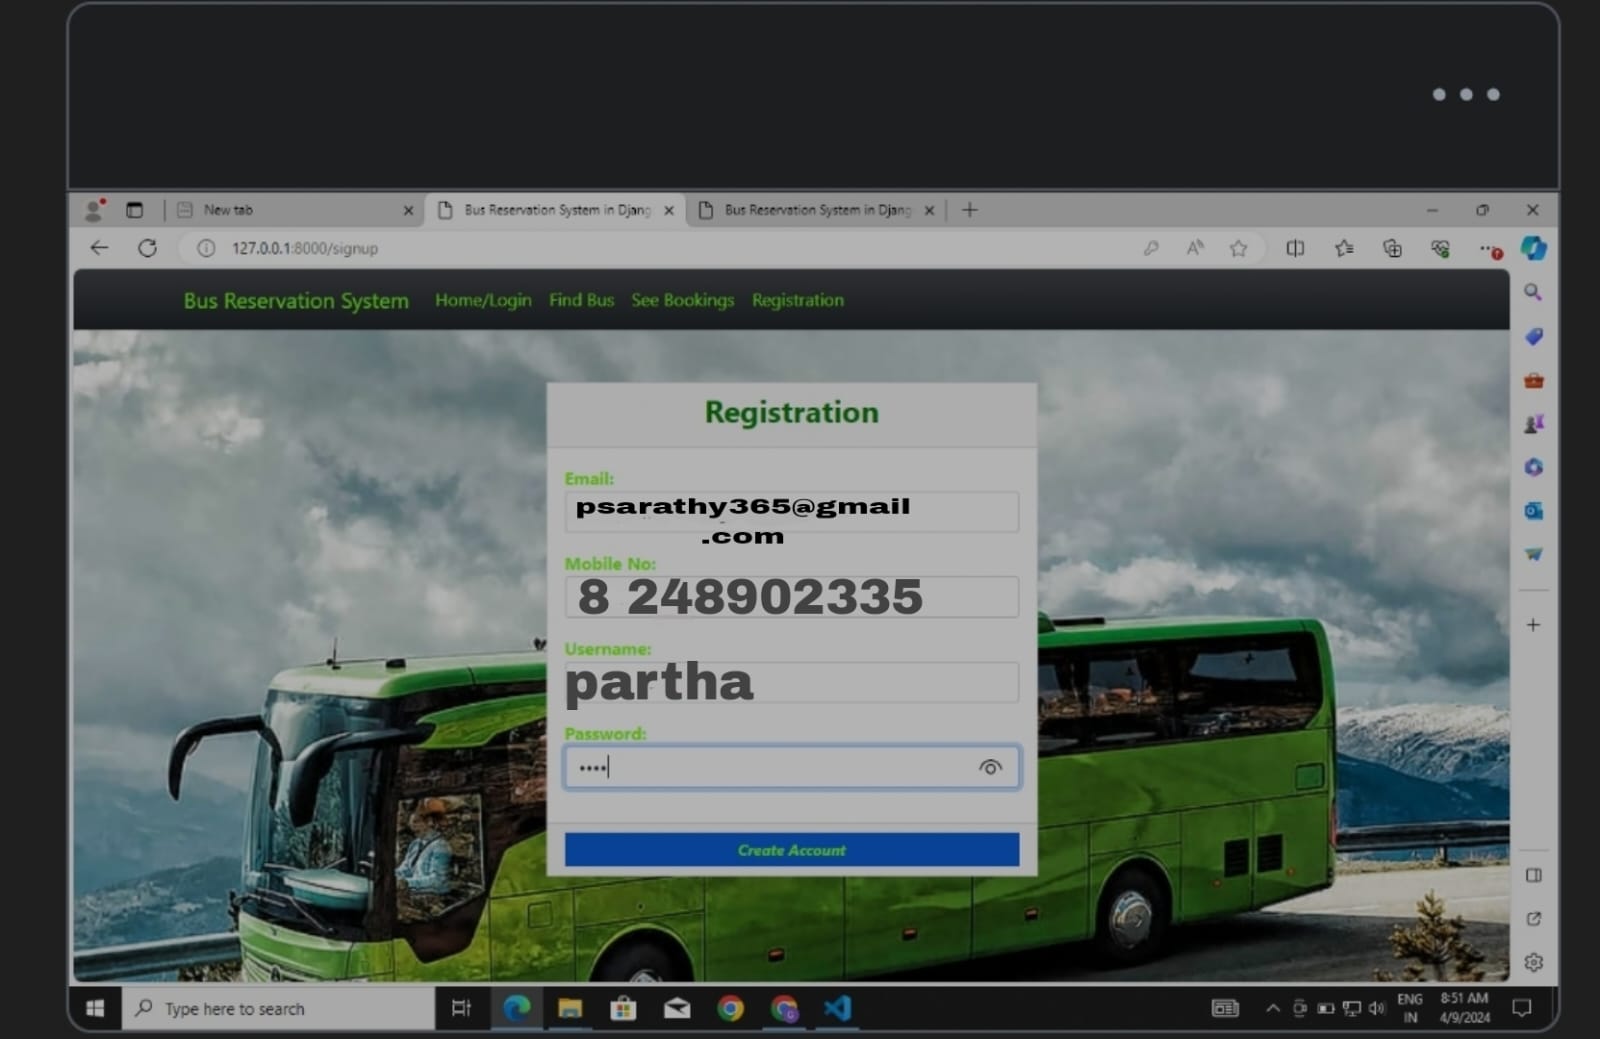 New tab
Bus Reservation System in Djang
Bus Reservation System in Djang
127.0.0.1:8000/signup
Bus Reservation System Home/Login Find Bus See Bookings Registration
Registration
Email:
psarathy365@gmail
.com
Mobile No:
8 248902335
Username:
partha
Password:
••••
Create Account
Type here to search
ENG
IN
8:51 AM
4/9/2024